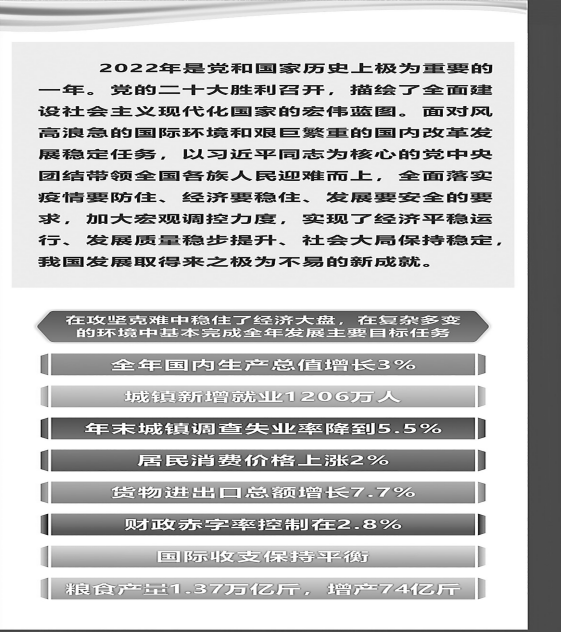 2022年是党和国家历史上极为重要的
一年。党的二十大胜利召开，描绘了全面建
设社会主义现代化国家的宏伟蓝图。面对风
高浪急的国际环境和艰巨繁重的国内改革发
展稳定任务，以习近平同志为核心的党中央
团结带领全国各族人民迎难而上，全面落实
疫情要防住、经济要稳住、发展要安全的要
求，加大宏观调控力度，实现了经济平稳运
行、发展质量稳步提升、社会大局保持稳定，
我国发展取得来之极为不易的新成就。
在攻坚克难中稳住了经济大盘，在复杂多变
的环境中基本完成全年发展主要目标任务
全年国内生产总值增长3%
城镇新增就业1206万人
年末城镇调查失业率降到5.5%
居民消费价格上涨2%
货物进出口总额增长7.7%
财政赤字率控制在2.8%
国际收支保持平衡
粮食产量1.37万亿斤，增产74亿斤